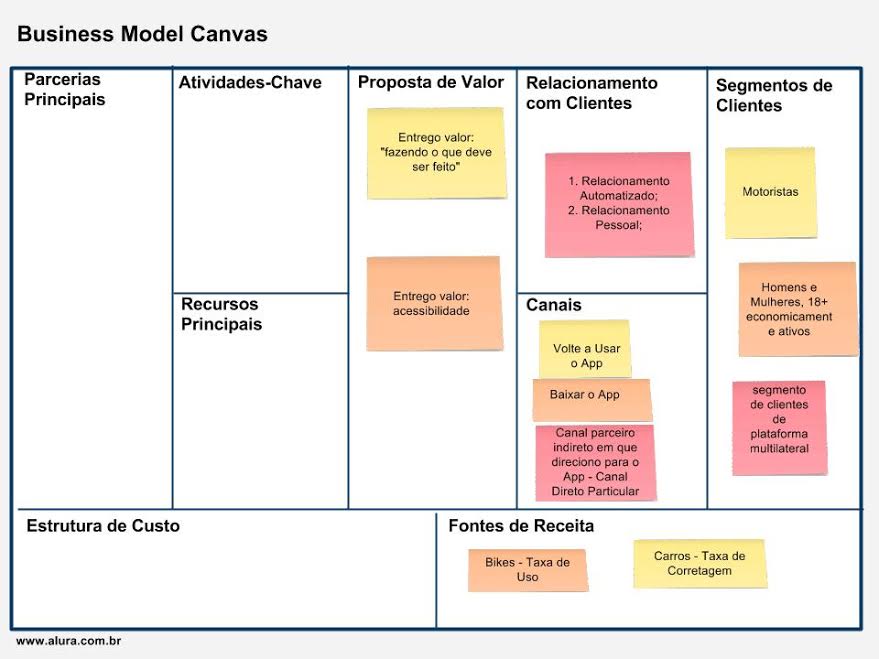 Business Model Canvas
Parcerias
Principais
Atividades-Chave
Proposta de Valor
Entrego valor:
"fazendo o que deve
ser feito"
Entrego valor:
acessibilidade
Relacionamento
com Clientes
1. Relacionamento
Automatizado;
2. Relacionamento
Pessoal;
Segmentos de
Clientes
Motoristas
Homens e
Mulheres, 18+
economicament
e ativos
segmento
de clientes
de
plataforma
multilateral
Recursos
Principais
Canais
Volte a Usar
o App
Baixar o App
Canal parceiro
indireto em que
direciono para o
App - Canal
Direto Particular
Estrutura de Custo
Fontes de Receita
Bikes - Taxa de
Uso
Carros - Taxa de
Corretagem
www.alura.com.br